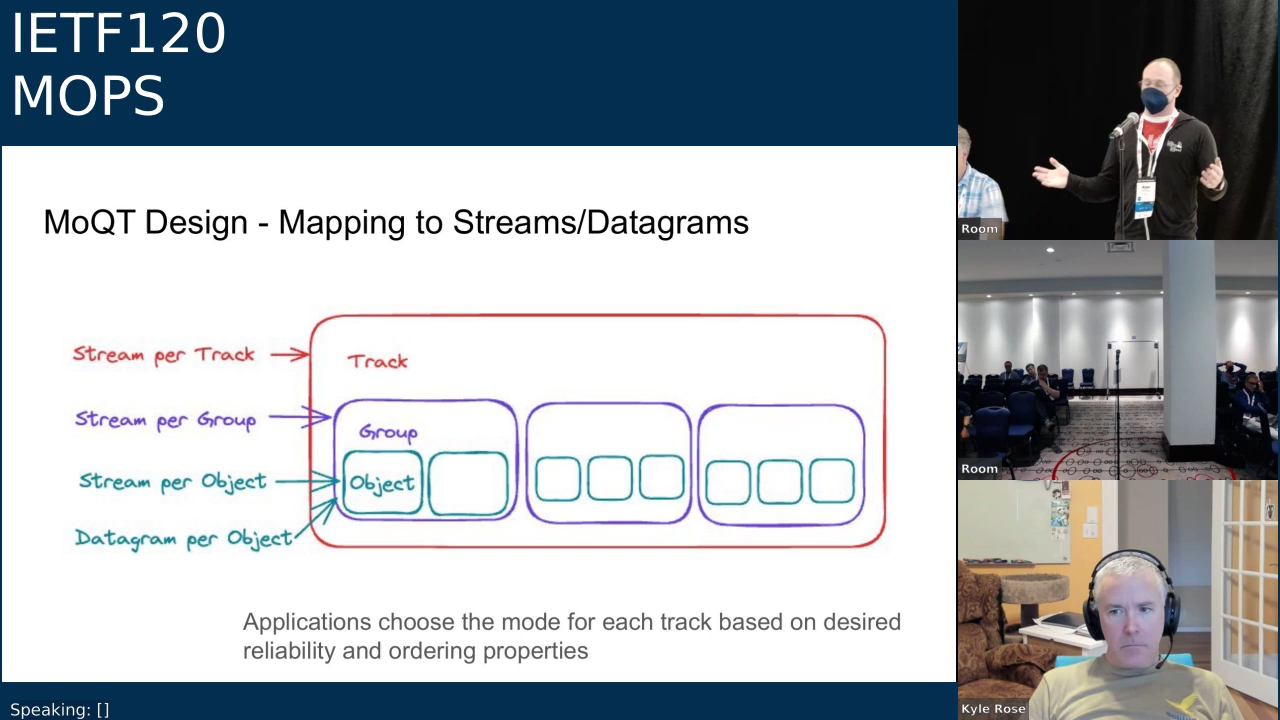 IETF120
MOPS
MoQT Design - Mapping to Streams/Datagrams
Stream per Track
Track
Stream per Group
Group
Stream per Object
Object
Datagram per Object
Applications choose the mode for each track based on desired
reliability and ordering properties
Speaking: []
Room
Room
Kyle Rose